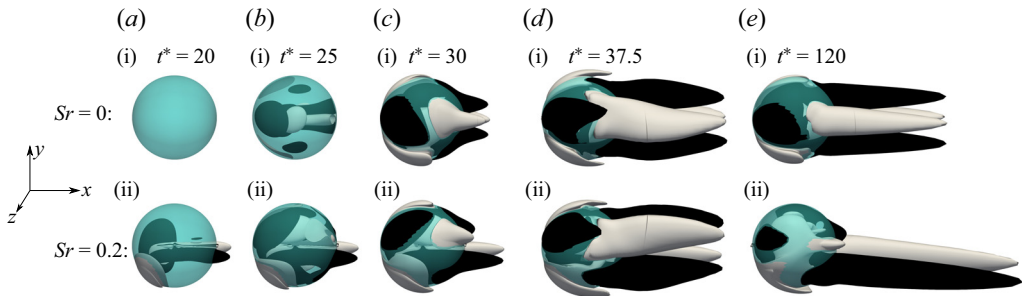 (a) (b) (c) (d) (e)
(i) t* = 20 (i) t* = 25 (i) t* = 30 (i) t* = 37.5 (i) t* = 120
Sr = 0:
y
x
z
(ii) (ii) (ii) (ii) (ii)
Sr = 0.2: